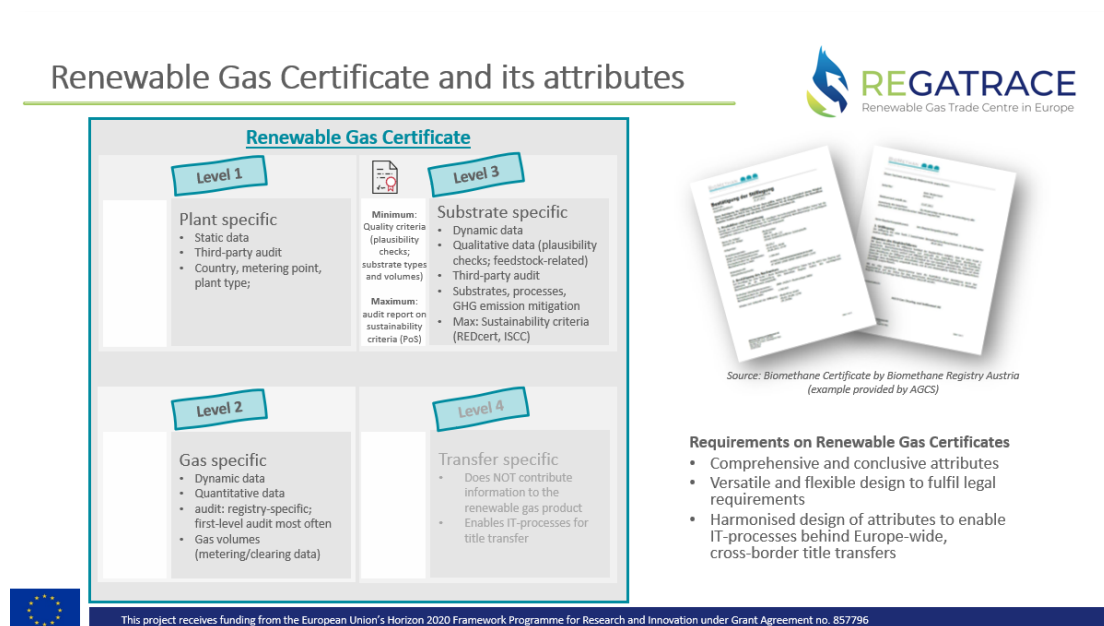 Renewable Gas Certificate and its attributes
REGATRACE
Renewable Gas Trade Centre in Europe
Renewable Gas Certificate
Level 1
Plant specific
• Static data
• Third-party audit
• Country, metering point,
plant type;
Level 3
Minimum:
Quality criteria
(plausibility
checks;
substrate types
and volumes)
Maximum:
audit report on
sustainability
criteria (PoS)
Substrate specific
• Dynamic data
• Qualitative data (plausibility
checks; feedstock-related)
• Third-party audit
• Substrates, processes,
GHG emission mitigation
• Max: Sustainability criteria
(REDcert, ISCC)
Level 2
Gas specific
• Dynamic data
• Quantitative data
• audit: registry-specific;
first-level audit most often
• Gas volumes
(metering/clearing data)
Level 4
Transfer specific
• Does NOT contribute
information to the
renewable gas product
• Enables IT-processes for
title transfer
Bestätigung der Stilllegung
Source: Biomethane Certificate by Biomethane Registry Austria
(example provided by AGCS)
Requirements on Renewable Gas Certificates
• Comprehensive and conclusive attributes
• Versatile and flexible design to fulfil legal
requirements
• Harmonised design of attributes to enable
IT-processes behind Europe-wide,
cross-border title transfers
This project receives funding from the European Union's Horizon 2020 Framework Programme for Research and Innovation under Grant Agreement no. 857796